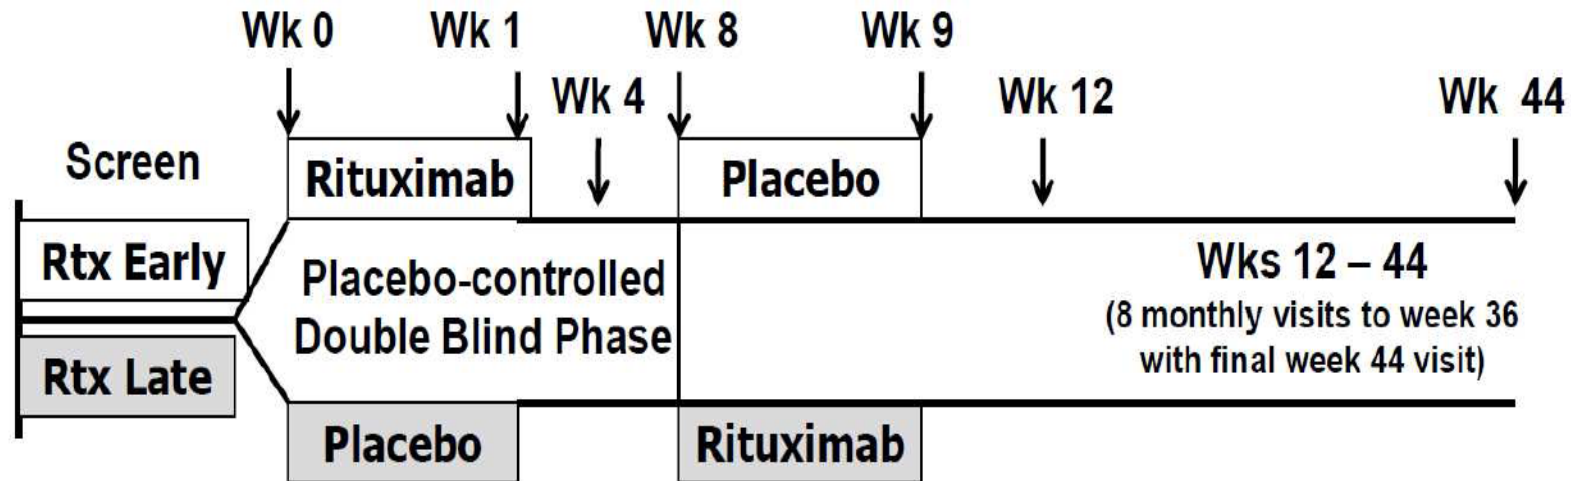 Wk 0
Wk 1
Wk 8
Wk 9
Wk 4
Wk 12
Wk 44
Screen
Rituximab
Placebo
Rtx Early
Placebo-controlled
Double Blind Phase
Wks 12 – 44
(8 monthly visits to week 36
with final week 44 visit)
Rtx Late
Placebo
Rituximab